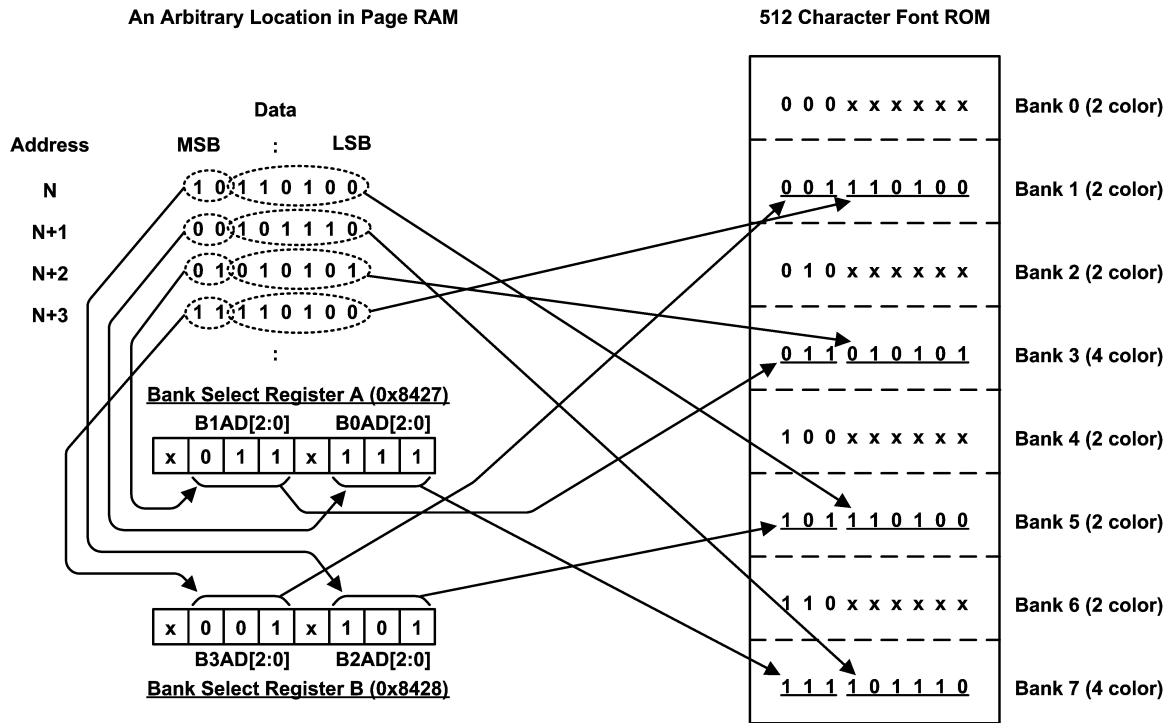 An Arbitrary Location in Page RAM
512 Character Font ROM
Data
Address MSB : LSB
N 1 0 1 1 0 1 0 0
N+1 0 0 1 0 1 1 1 0
N+2 0 1 0 1 0 1 0 1
N+3 1 1 1 1 0 1 0 0
:
Bank Select Register A (0x8427)
B1AD[2:0] B0AD[2:0]
x 0 1 1 x 1 1 1
x 0 0 1 x 1 0 1
B3AD[2:0] B2AD[2:0]
Bank Select Register B (0x8428)
0 0 0 x x x x x x Bank 0 (2 color)
0 0 1 1 1 0 1 0 0 Bank 1 (2 color)
0 1 0 x x x x x x Bank 2 (2 color)
0 1 1 0 1 0 1 0 1 Bank 3 (4 color)
1 0 0 x x x x x x Bank 4 (2 color)
1 0 1 1 1 0 1 0 0 Bank 5 (2 color)
1 1 0 x x x x x x Bank 6 (2 color)
1 1 1 1 0 1 1 1 0 Bank 7 (4 color)